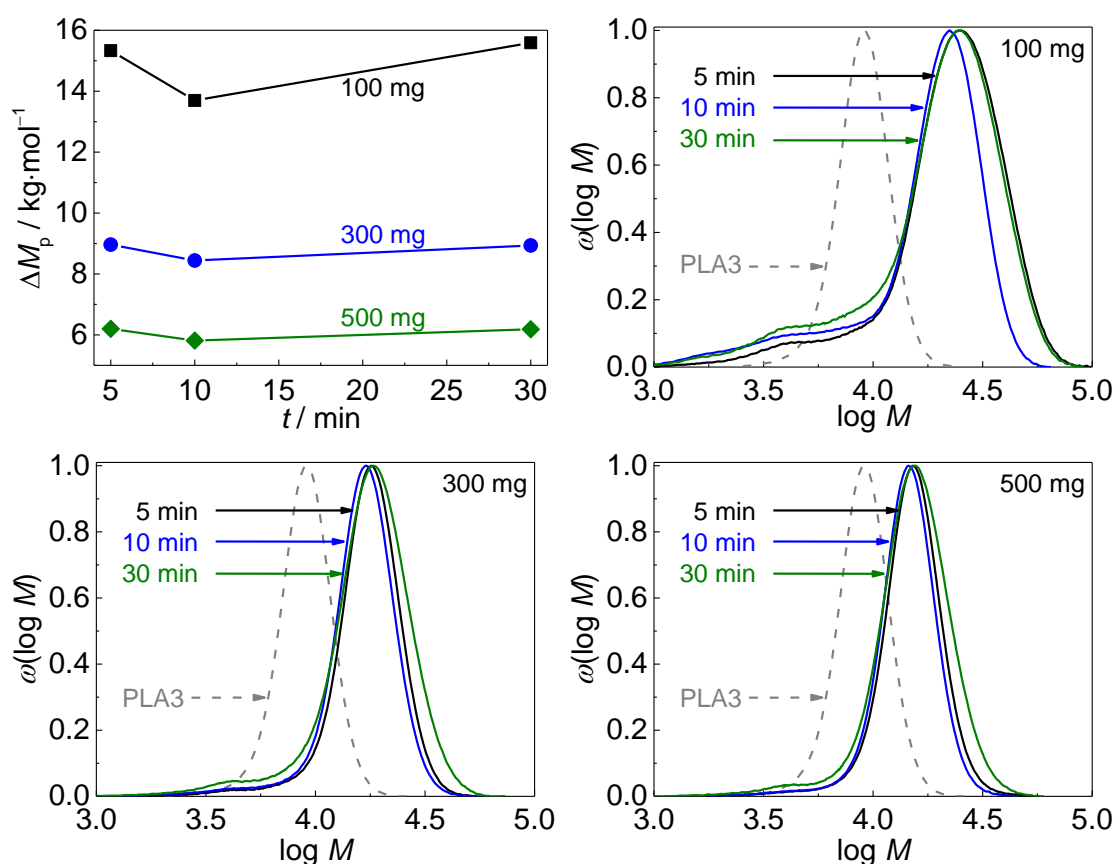 16
14
12
10
8
6
ΔMp / kg·mol−1
100 mg
300 mg
500 mg
5 10 15 20 25 30
t / min
1.0
0.8
0.6
0.4
0.2
0.0
ω(log M)
100 mg
5 min
10 min
30 min
PLA3
3.0 3.5 4.0 4.5 5.0
log M
1.0
0.8
0.6
0.4
0.2
0.0
ω(log M)
300 mg
5 min
10 min
30 min
PLA3
3.0 3.5 4.0 4.5 5.0
log M
1.0
0.8
0.6
0.4
0.2
0.0
ω(log M)
500 mg
5 min
10 min
30 min
PLA3
3.0 3.5 4.0 4.5 5.0
log M